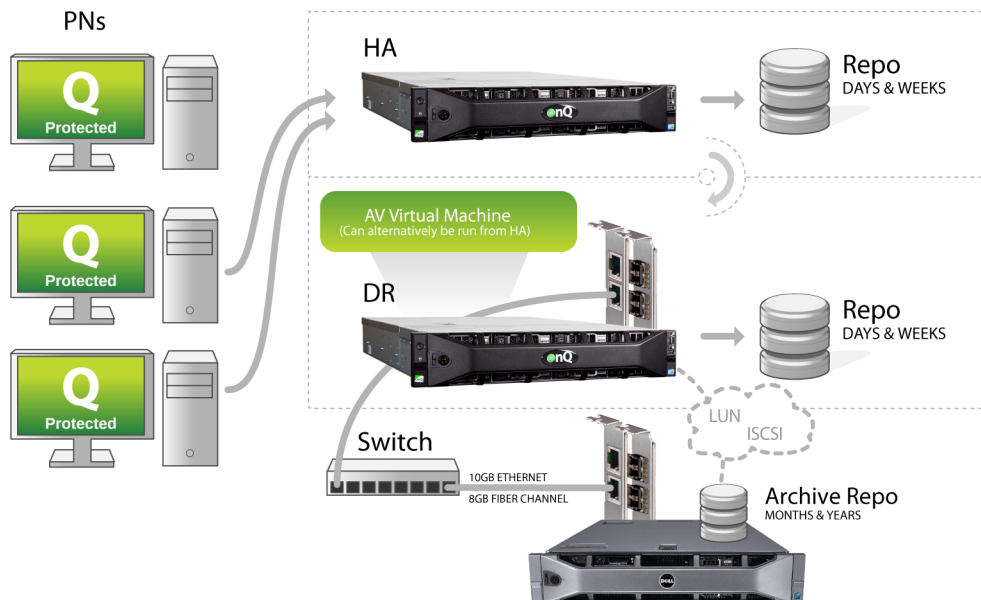 PNs
Q
Protected
Q
Protected
Q
Protected
HA
onQ
Repo
DAYS & WEEKS
AV Virtual Machine
(Can alternatively be run from HA)
DR
onQ
Repo
DAYS & WEEKS
LUN
ISCSI
Switch
10GB ETHERNET
8GB FIBER CHANNEL
Archive Repo
MONTHS & YEARS
DELL